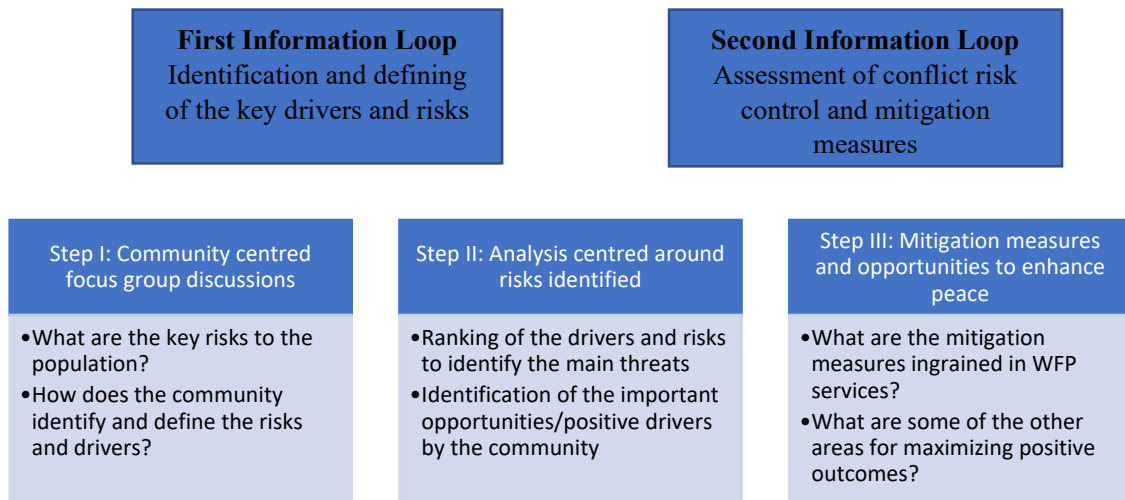 First Information Loop
Identification and defining
of the key drivers and risks
Second Information Loop
Assessment of conflict risk
control and mitigation
measures
Step I: Community centred
focus group discussions
•What are the key risks to the
population?
•How does the community
identify and define the risks
and drivers?
Step II: Analysis centred around
risks identified
•Ranking of the drivers and risks
to identify the main threats
•Identification of the important
opportunities/positive drivers
by the community
Step III: Mitigation measures
and opportunities to enhance
peace
•What are the mitigation
measures ingrained in WFP
services?
•What are some of the other
areas for maximizing positive
outcomes?